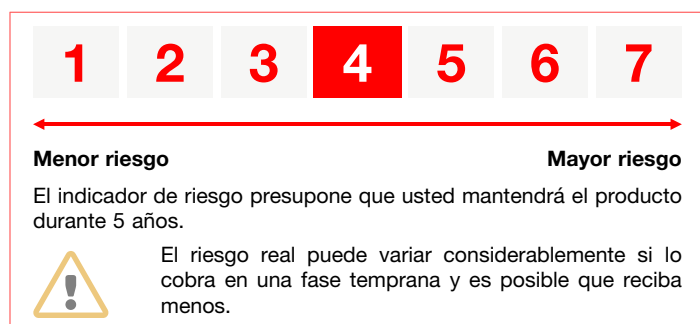 1 2 3 4 5 6 7
Menor riesgo Mayor riesgo
El indicador de riesgo presupone que usted mantendrá el producto
durante 5 años.
El riesgo real puede variar considerablemente si lo
cobra en una fase temprana y es posible que reciba
menos.